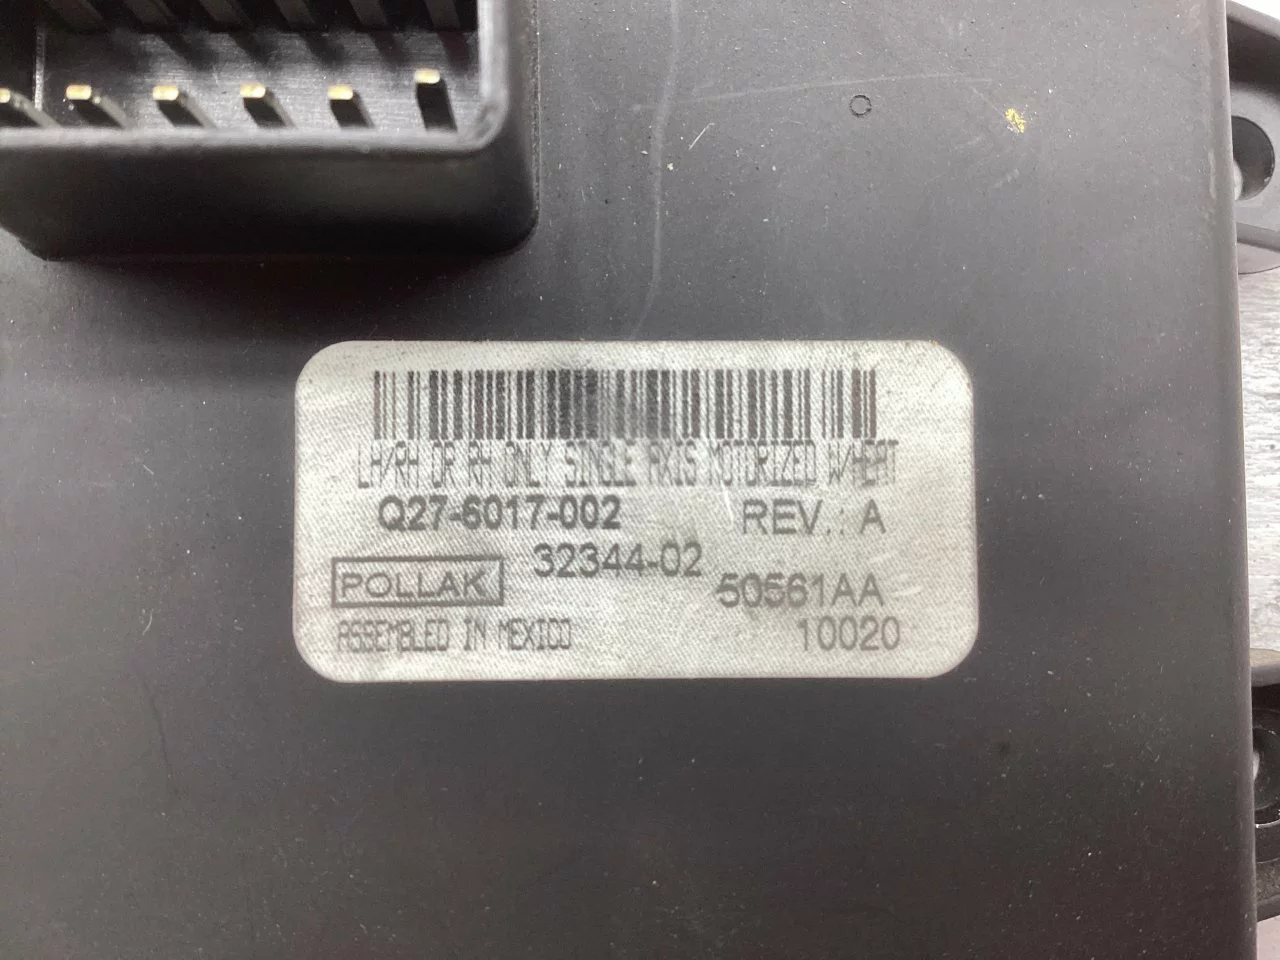 LH/RH OR RH ONLY SINGLE AXIS MOTORIZED W/HEAT
Q27-6017-002 REV.: A
POLLAK 32344-02 50561AA
ASSEMBLED IN MEXICO 10020